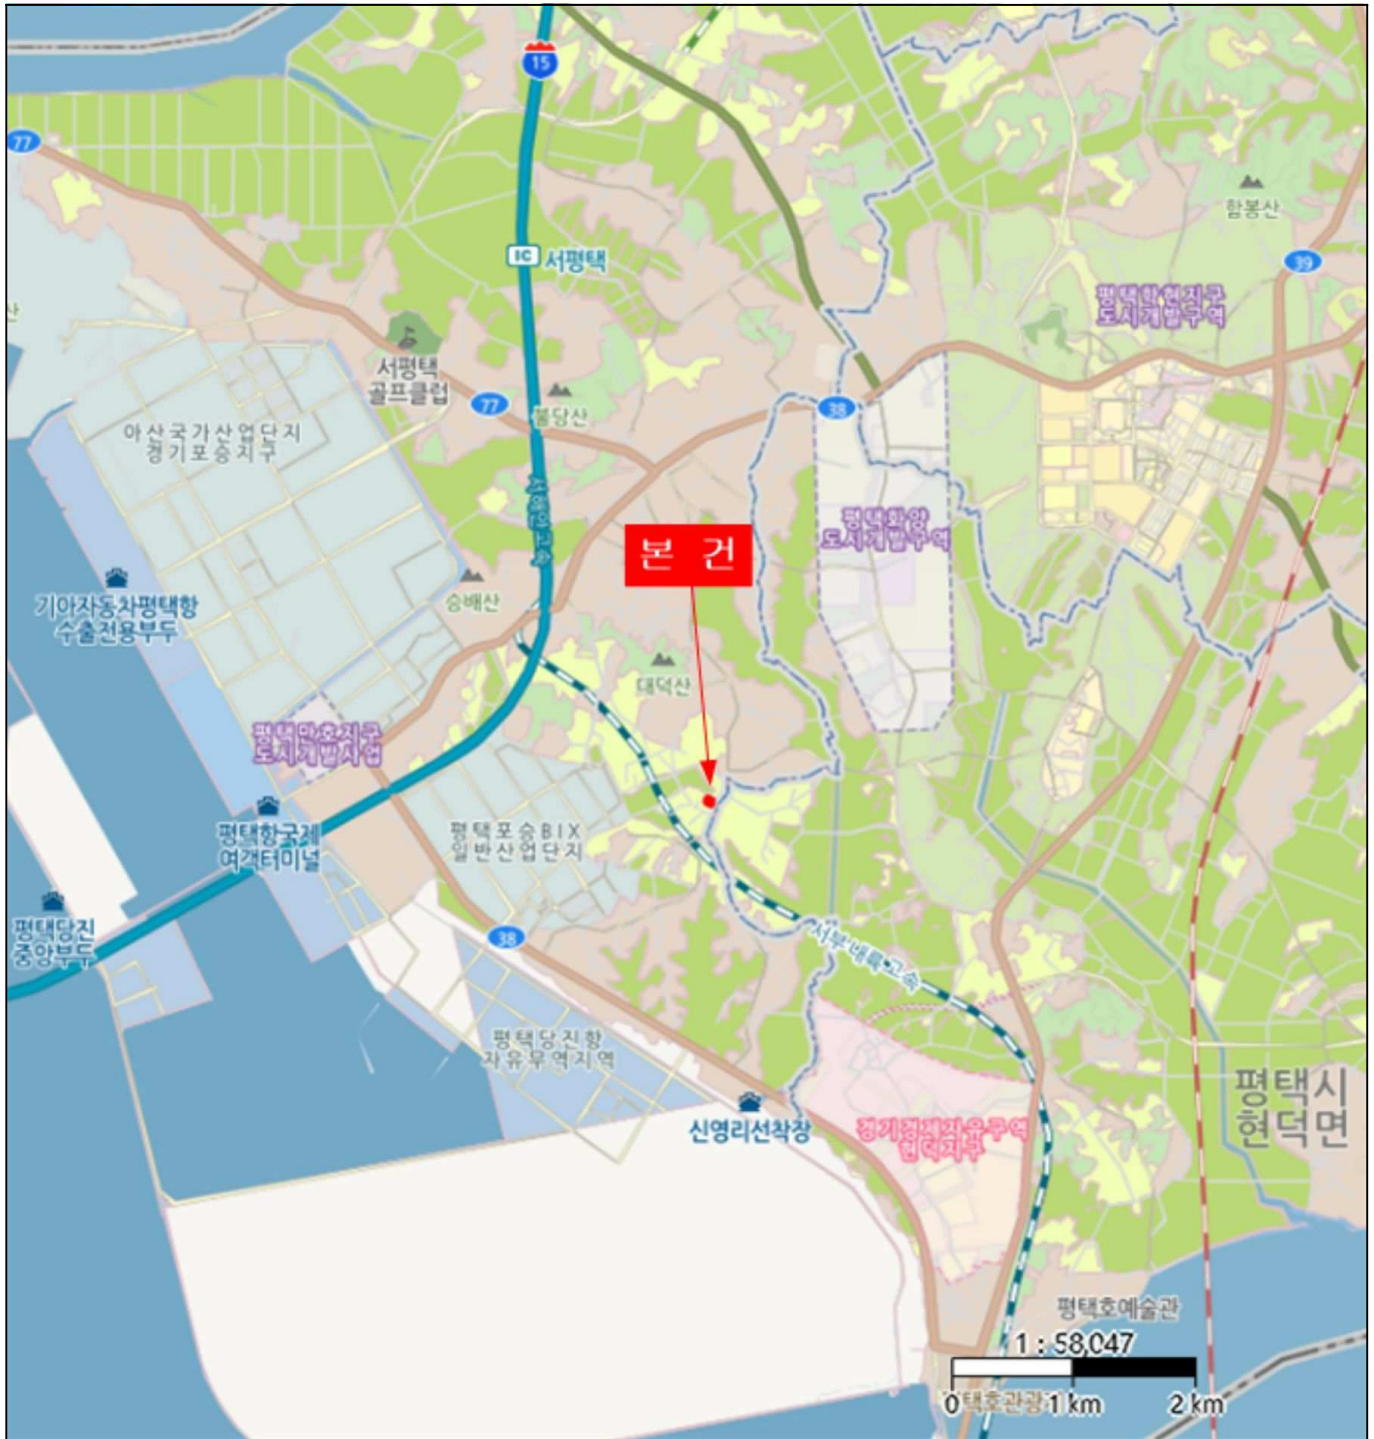 15
77
함봉산
39
IC 서평택
평택학현지구
도시개발구역
산
서평택
골프클럽
77
불당산
38
아산국가산업단지
경기포승지구
서해안고속
평택화양
도시개발구역
본 건
승배산
기아자동차평택항
수출전용부두
대덕산
평택만호지구
도시개발사업
평택항국제
여객터미널
평택포승BIX
일반산업단지
평택당진
중앙부두
38
서부내륙고속
평택당진항
자유무역지역
평택시
현덕면
신영리선착장
경기경제자유구역
현덕지구
평택호예술관
1 : 58,047
택호관광
0 1 km 2 km